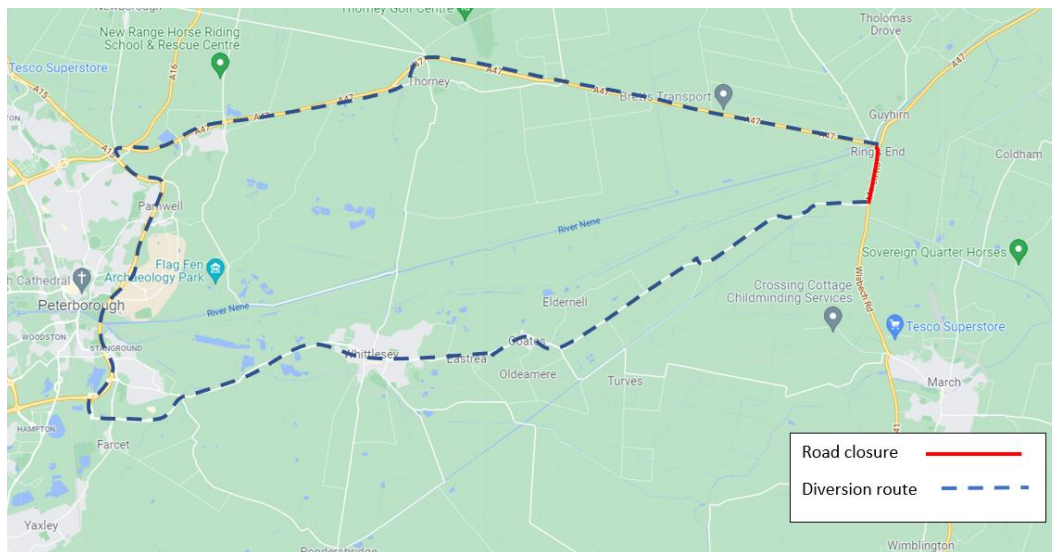 Newborough
Thorney Golf Centre
Tholomas
Drove
New Range Horse Riding
School & Rescue Centre
A16
A47
Tesco Superstore
A47
Thorney
A47
A15
A47
Bretts Transport
A47
Guyhirn
A47
A47
A47
Ring's End
Coldham
Parnwell
River Nene
Sovereign Quarter Horses
Flag Fen
Archaeology Park
h Cathedral
Wisbech Rd
Crossing Cottage
Childminding Services
Eldernell
Peterborough
River Nene
Tesco Superstore
WOODSTON
STANGROUND
Coates
Whittlesey
Eastrea
Oldeamere
Turves
March
HAMPTON
Farcet
41
Road closure
Diversion route
Yaxley
Pondersbridge
Wimblington